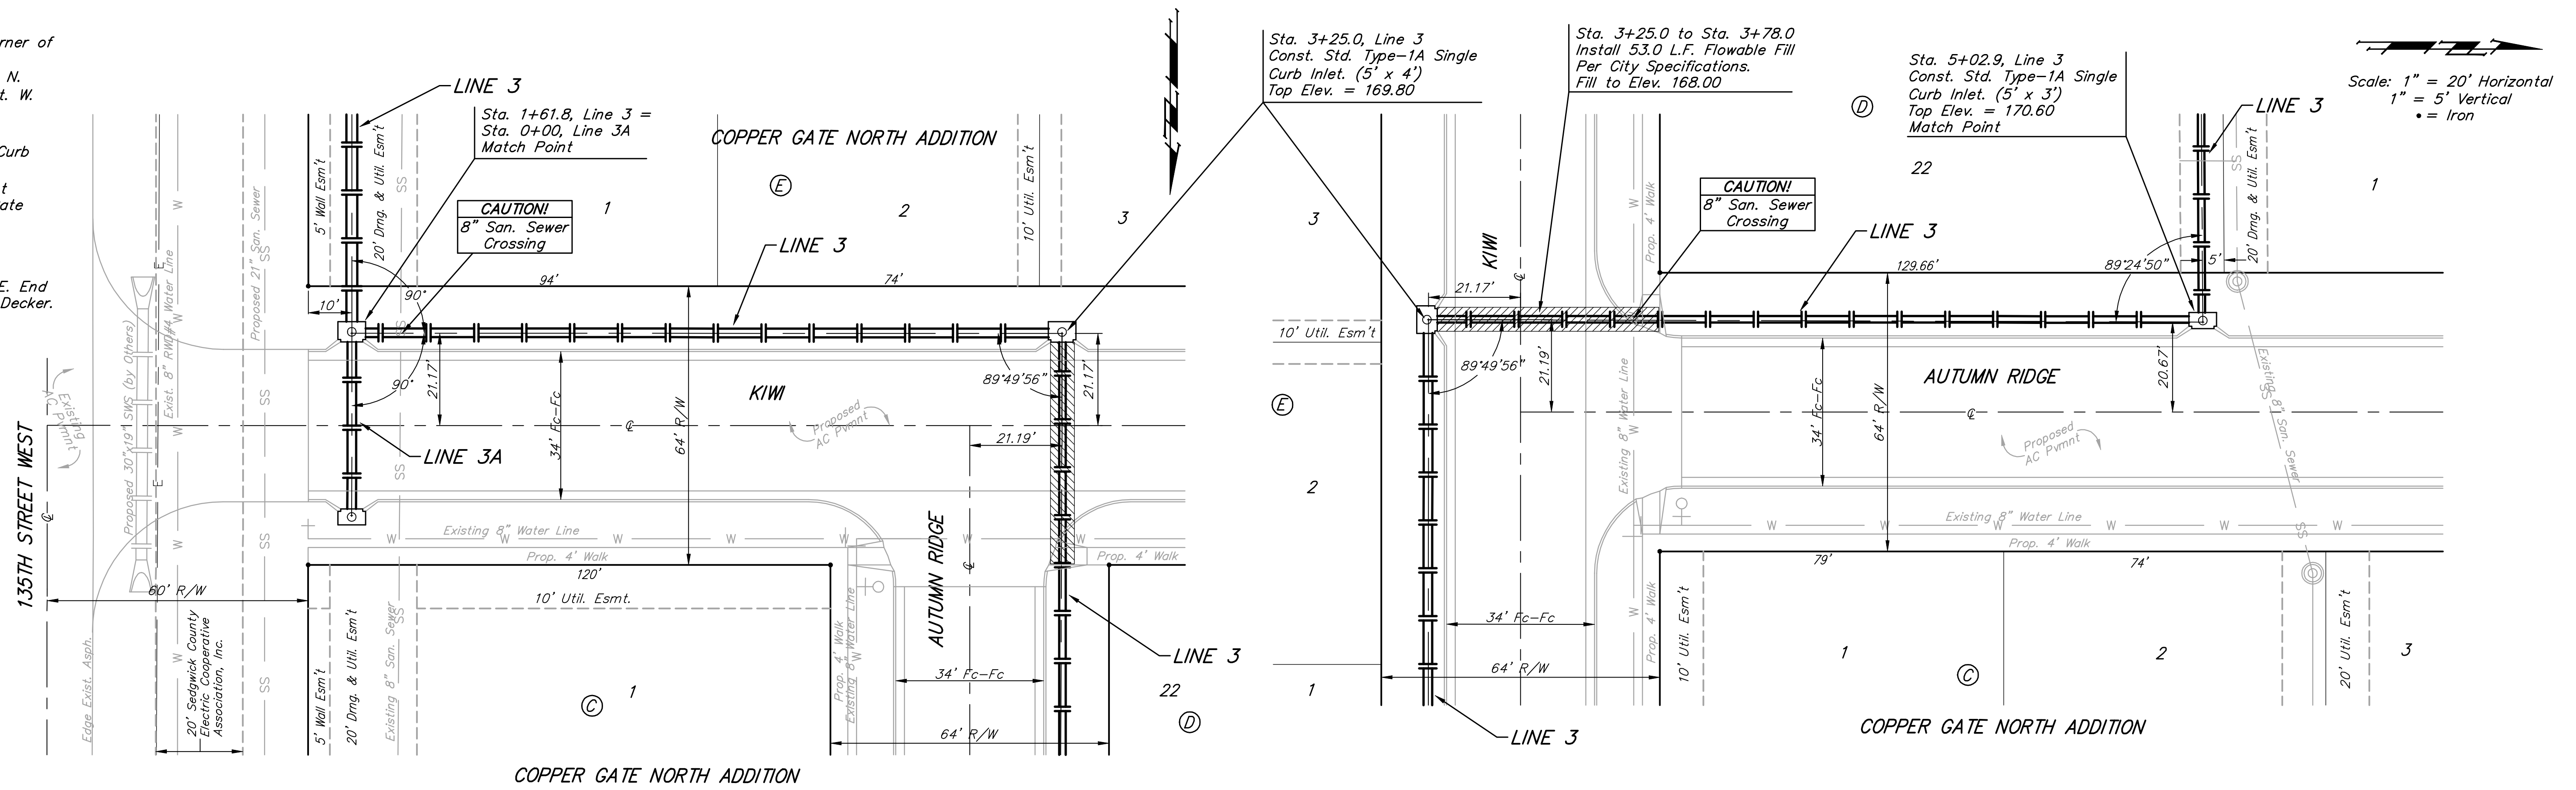 rner of
N.
t. W.
Curb
t
ate
E. End
Decker.
LINE 3
Sta. 1+61.8, Line 3 =
Sta. 0+00, Line 3A
Match Point
COPPER GATE NORTH ADDITION
E
CAUTION!
8" San. Sewer
Crossing
1
2
3
LINE 3
5' Wall Esm't
20' Drng. & Util. Esm't
SS
10' Util. Esm't
W
Exist. 8" RWD#4 Water Line
Proposed 21" San. Sewer
SS
E
Proposed 30"x19" SWS (by Others)
94'
74'
10'
90°
90°
21.17'
34' Fc-Fc
64' R/W
KIWI
Proposed
AC Pvmnt
89°49'56"
21.17'
21.19'
Existing
AC Pvmnt
135TH STREET WEST
LINE 3A
Existing 8" Water Line
W W W W W W
Prop. 4' Walk
Prop. 4' Walk
120'
10' Util. Esmt.
60' R/W
Edge Exist. Asph.
20' Sedgwick County
Electric Cooperative
Association, Inc.
5' Wall Esm't
20' Drng. & Util. Esm't
Existing 8" San. Sewer
C
1
Prop. 4' Walk
Existing 8" Water Line
AUTUMN RIDGE
34' Fc-Fc
64' R/W
LINE 3
22
D
COPPER GATE NORTH ADDITION
Sta. 3+25.0, Line 3
Const. Std. Type-1A Single
Curb Inlet. (5' x 4')
Top Elev. = 169.80
Sta. 3+25.0 to Sta. 3+78.0
Install 53.0 L.F. Flowable Fill
Per City Specifications.
Fill to Elev. 168.00
Sta. 5+02.9, Line 3
Const. Std. Type-1A Single
Curb Inlet. (5' x 3')
Top Elev. = 170.60
Match Point
D
22
LINE 3
Scale: 1" = 20' Horizontal
1" = 5' Vertical
• = Iron
3
KIWI
21.17'
W
Prop. 4' Walk
CAUTION!
8" San. Sewer
Crossing
LINE 3
129.66'
89°24'50"
5'
20' Drng. & Util. Esm't
1
10' Util. Esm't
89°49'56"
21.19'
Existing 8" Water Line
34' Fc-Fc
64' R/W
AUTUMN RIDGE
Proposed
AC Pvmnt
20.67'
Existing 8" San. Sewer
SS
E
2
Existing 8" Water Line
W W W W W
Prop. 4' Walk
79'
74'
34' Fc-Fc
64' R/W
Prop. 4' Walk
10' Util. Esm't
1
2
20' Util. Esm't
3
1
C
LINE 3
COPPER GATE NORTH ADDITION